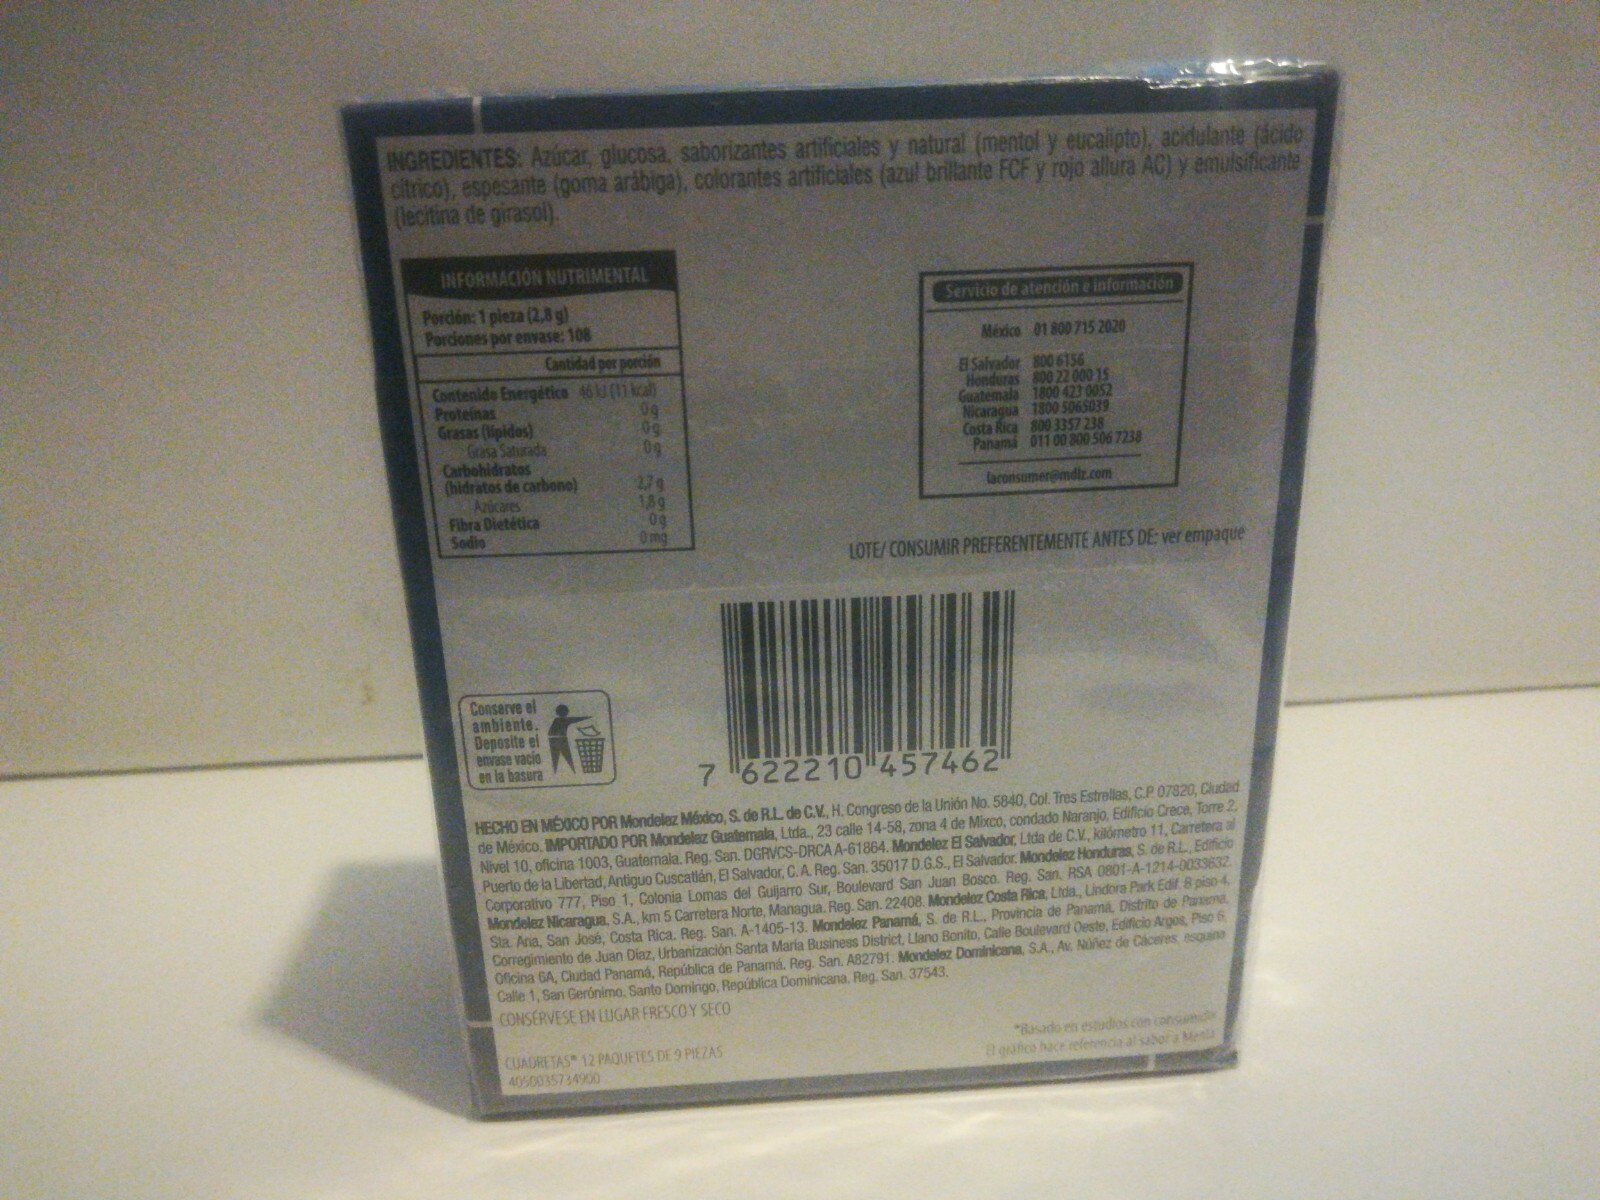 INGREDIENTES: Azúcar, glucosa, saborizantes artificiales y natural (mentol y eucalipto), acidulante (ácido
cítrico), espesante (goma arábiga), colorantes artificiales (azul brillante FCF y rojo allura AC) y emulsificante
(lecitina de girasol).
INFORMACIÓN NUTRIMENTAL
Porción: 1 pieza (2,8 g)
Porciones por envase: 108
Cantidad por porción
Contenido Energético 46 kJ (11 kcal)
Proteínas 0 g
Grasas (lípidos) 0 g
Grasa Saturada 0 g
Carbohidratos
(hidratos de carbono) 2,7 g
Azúcares 1,8 g
Fibra Dietética 0 g
Sodio 0 mg
Servicio de atención e información
México 01 800 715 2020
El Salvador 800 6156
Honduras 800 22 000 15
Guatemala 1800 423 0052
Nicaragua 1800 5065039
Costa Rica 800 3357 238
Panamá 011 00 800 506 7238
laconsumer@mdlz.com
LOTE/ CONSUMIR PREFERENTEMENTE ANTES DE: ver empaque
Conserve el
ambiente.
Deposite el
envase vacío
en la basura
7 622210 457462
HECHO EN MÉXICO POR Mondelez México, S. de R.L. de C.V., H. Congreso de la Unión No. 5840, Col. Tres Estrellas, C.P. 07820, Ciudad
de México. IMPORTADO POR Mondelez Guatemala, Ltda., 23 calle 14-58, zona 4 de Mixco, condado Naranjo, Edificio Crece, Torre 2,
Nivel 10, oficina 1003, Guatemala. Reg. San. DGRVCS-DRCA A-61864. Mondelez El Salvador, Ltda de C.V., kilómetro 11, Carretera al
Puerto de la Libertad, Antiguo Cuscatlán, El Salvador, C. A. Reg. San. 35017 D.G.S., El Salvador. Mondelez Honduras, S. de R.L., Edificio
Corporativo 777, Piso 1, Colonia Lomas del Guijarro Sur, Boulevard San Juan Bosco. Reg. San. RSA 0801-A-1214-0033632.
Mondelez Nicaragua, S.A., km 5 Carretera Norte, Managua. Reg. San. 22408. Mondelez Costa Rica, Ltda., Lindora Park Edif. B piso 4,
Sta. Ana, San José, Costa Rica. Reg. San. A-1405-13. Mondelez Panamá, S. de R.L., Provincia de Panamá, Distrito de Panamá,
Corregimiento de Juan Díaz, Urbanización Santa María Business District, Llano Bonito, Calle Boulevard Oeste, Edificio Argos, Piso 6,
Oficina 6A, Ciudad Panamá, República de Panamá. Reg. San. A82791. Mondelez Dominicana, S.A., Av. Núñez de Cáceres, esquina
Calle 1, San Gerónimo, Santo Domingo, República Dominicana. Reg. San. 37543.
CONSÉRVESE EN LUGAR FRESCO Y SECO
CUADRETAS® 12 PAQUETES DE 9 PIEZAS
4050035734900
*Basado en estudios con consumidor
El gráfico hace referencia al sabor a Menta